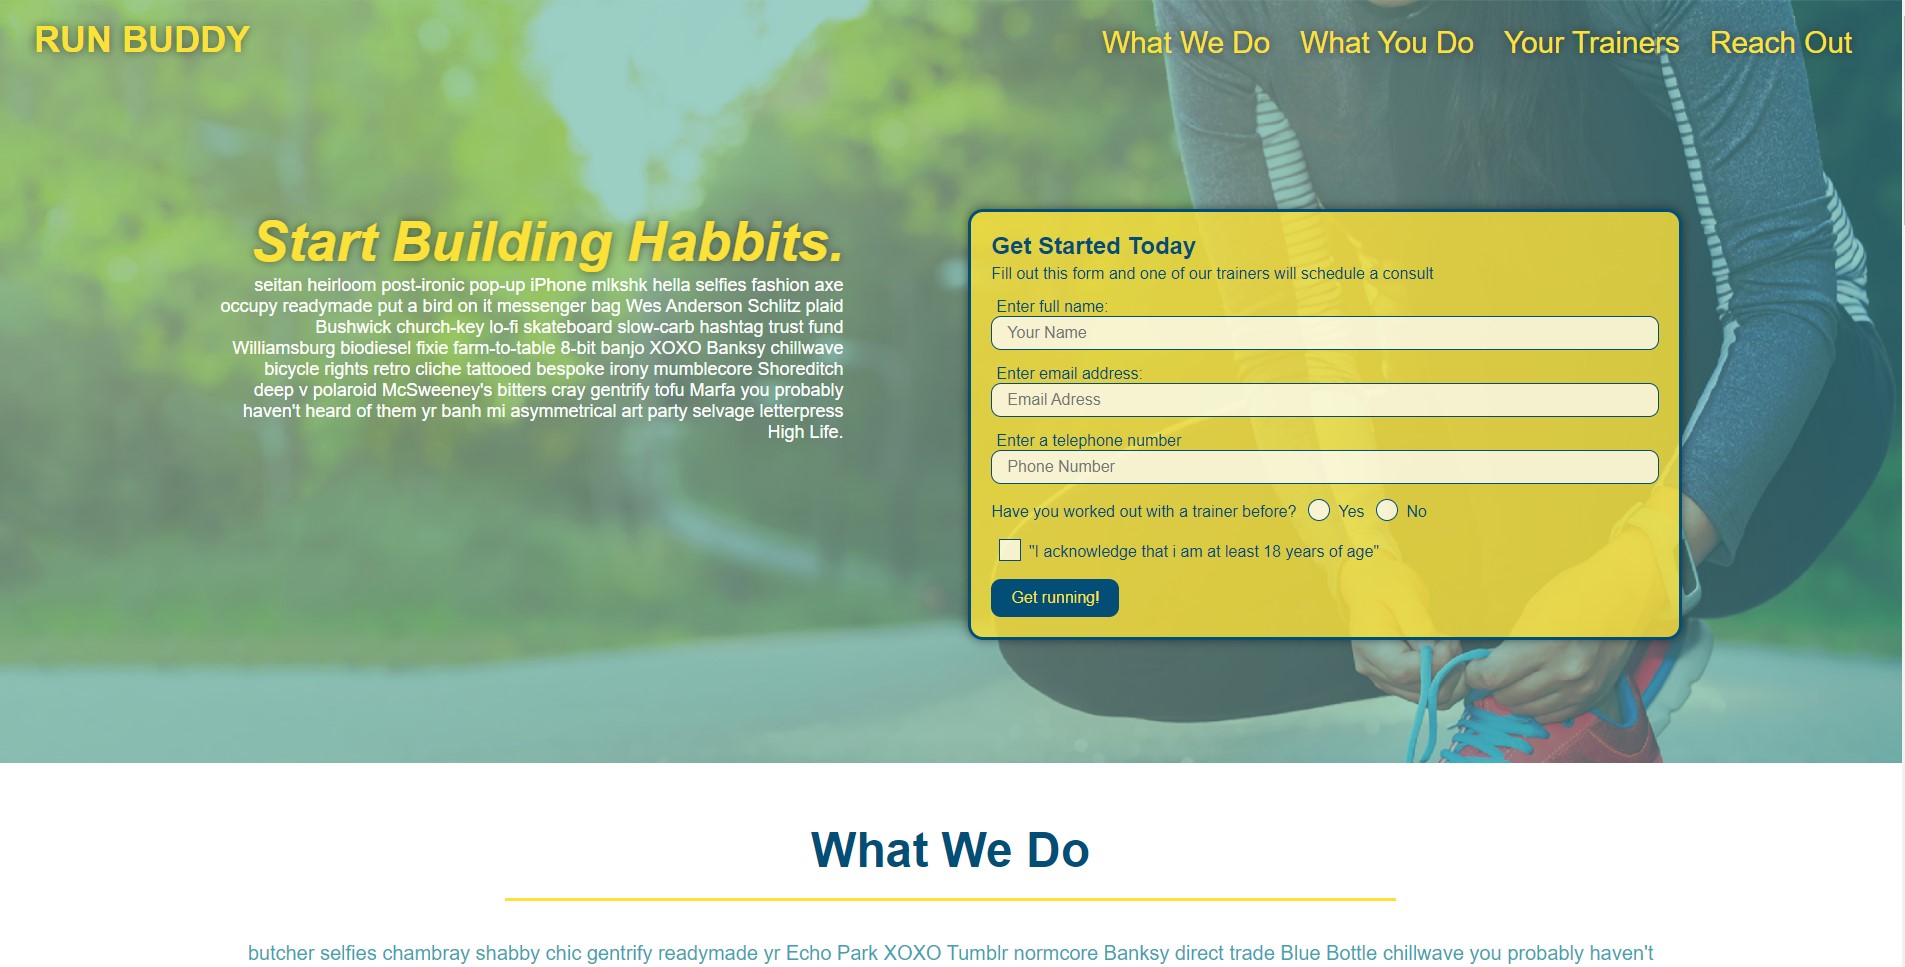 RUN BUDDY
What We Do
What You Do
Your Trainers
Reach Out
Start Building Habbits.
seitan heirloom post-ironic pop-up iPhone mlkshk hella selfies fashion axe
occupy readymade put a bird on it messenger bag Wes Anderson Schlitz plaid
Bushwick church-key lo-fi skateboard slow-carb hashtag trust fund
Williamsburg biodiesel fixie farm-to-table 8-bit banjo XOXO Banksy chillwave
bicycle rights retro cliche tattooed bespoke irony mumblecore Shoreditch
deep v polaroid McSweeney's bitters cray gentrify tofu Marfa you probably
haven't heard of them yr banh mi asymmetrical art party selvage letterpress
High Life.
Get Started Today
Fill out this form and one of our trainers will schedule a consult
Enter full name:
Your Name
Enter email address:
Email Adress
Enter a telephone number
Phone Number
Have you worked out with a trainer before? Yes No
"I acknowledge that i am at least 18 years of age"
Get running!
What We Do
butcher selfies chambray shabby chic gentrify readymade yr Echo Park XOXO Tumblr normcore Banksy direct trade Blue Bottle chillwave you probably haven't